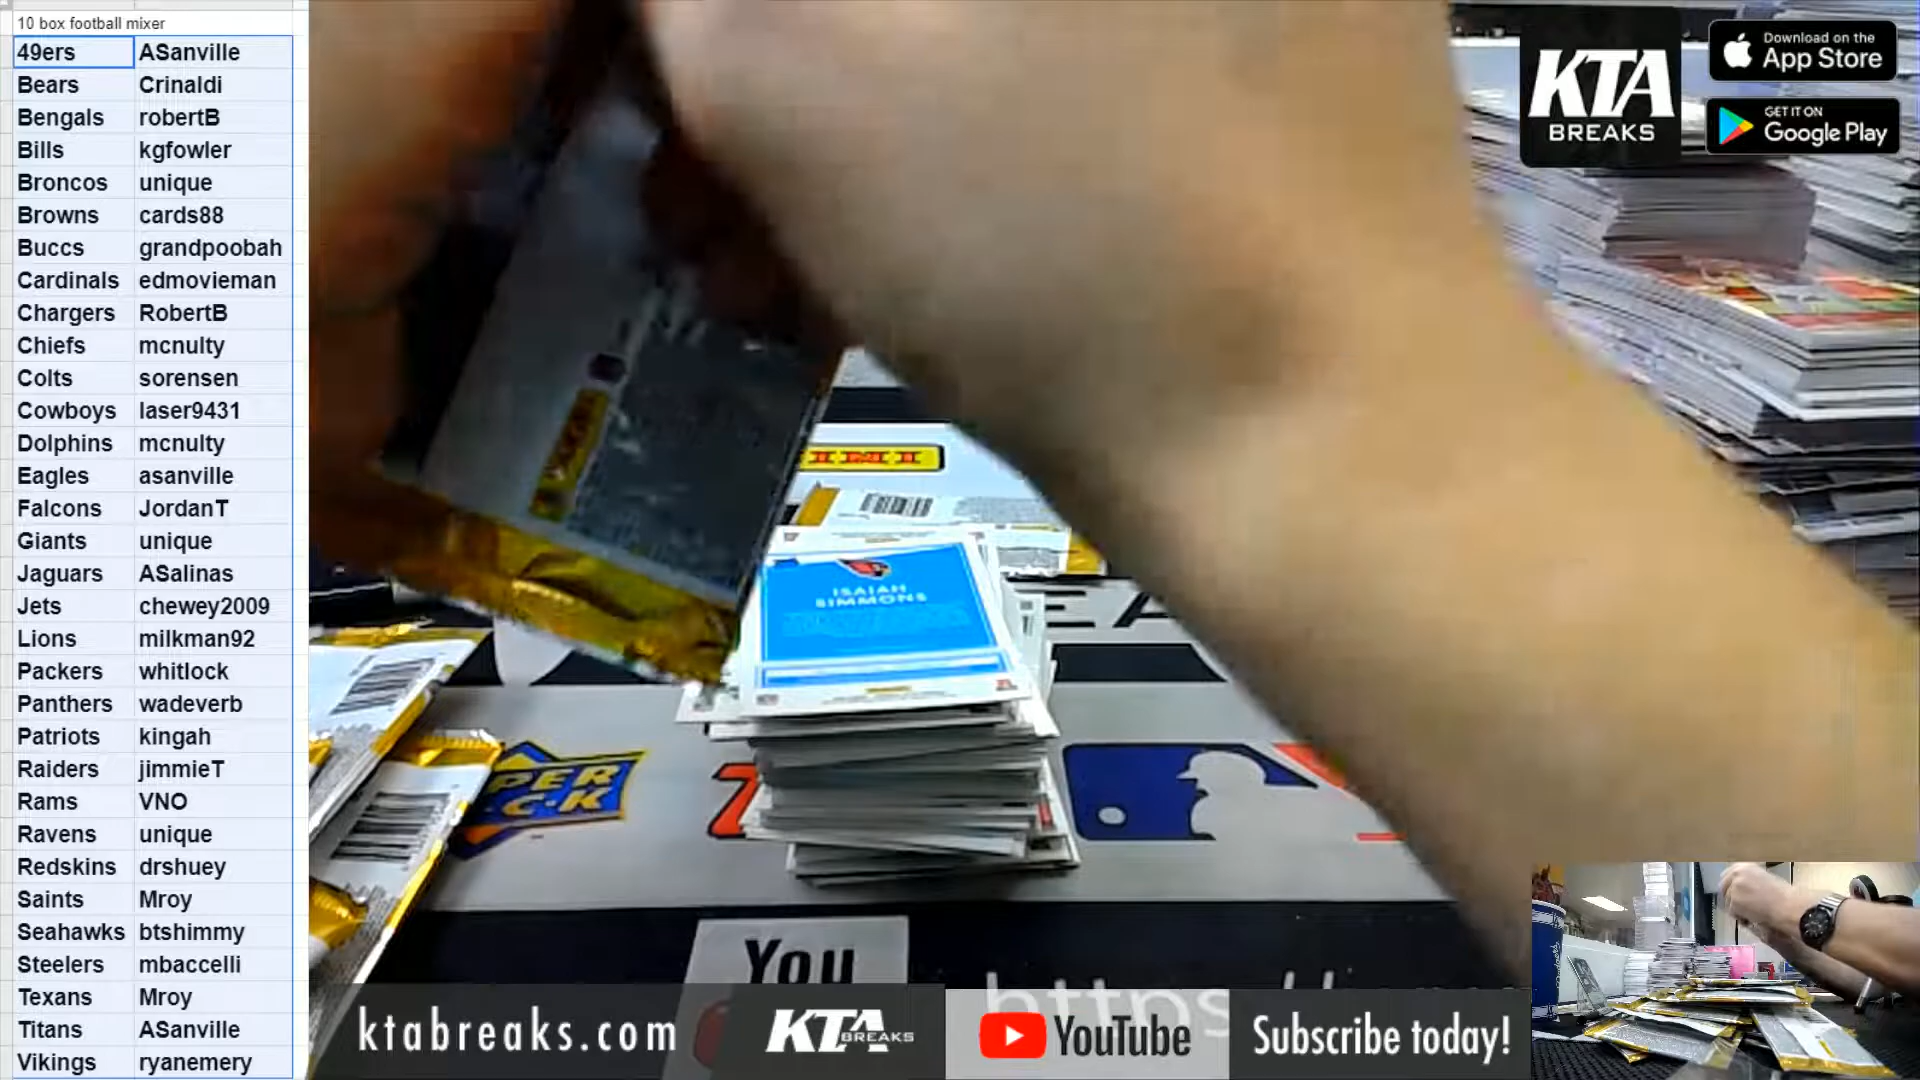 10 box football mixer
49ers ASanville
Bears Crinaldi
Bengals robertB
Bills kgfowler
Broncos unique
Browns cards88
Buccs grandpoobah
Cardinals edmovieman
Chargers RobertB
Chiefs mcnulty
Colts sorensen
Cowboys laser9431
Dolphins mcnulty
Eagles asanville
Falcons JordanT
Giants unique
Jaguars ASalinas
Jets chewey2009
Lions milkman92
Packers whitlock
Panthers wadeverb
Patriots kingah
Raiders jimmieT
Rams VNO
Ravens unique
Redskins drshuey
Saints Mroy
Seahawks btshimmy
Steelers mbaccelli
Texans Mroy
Titans ASanville
Vikings ryanemery
KTA
BREAKS
Download on the
App Store
GET IT ON
Google Play
ISAIAH
SIMMONS
You
ktabreaks.com
KTA BREAKS
YouTube
Subscribe today!